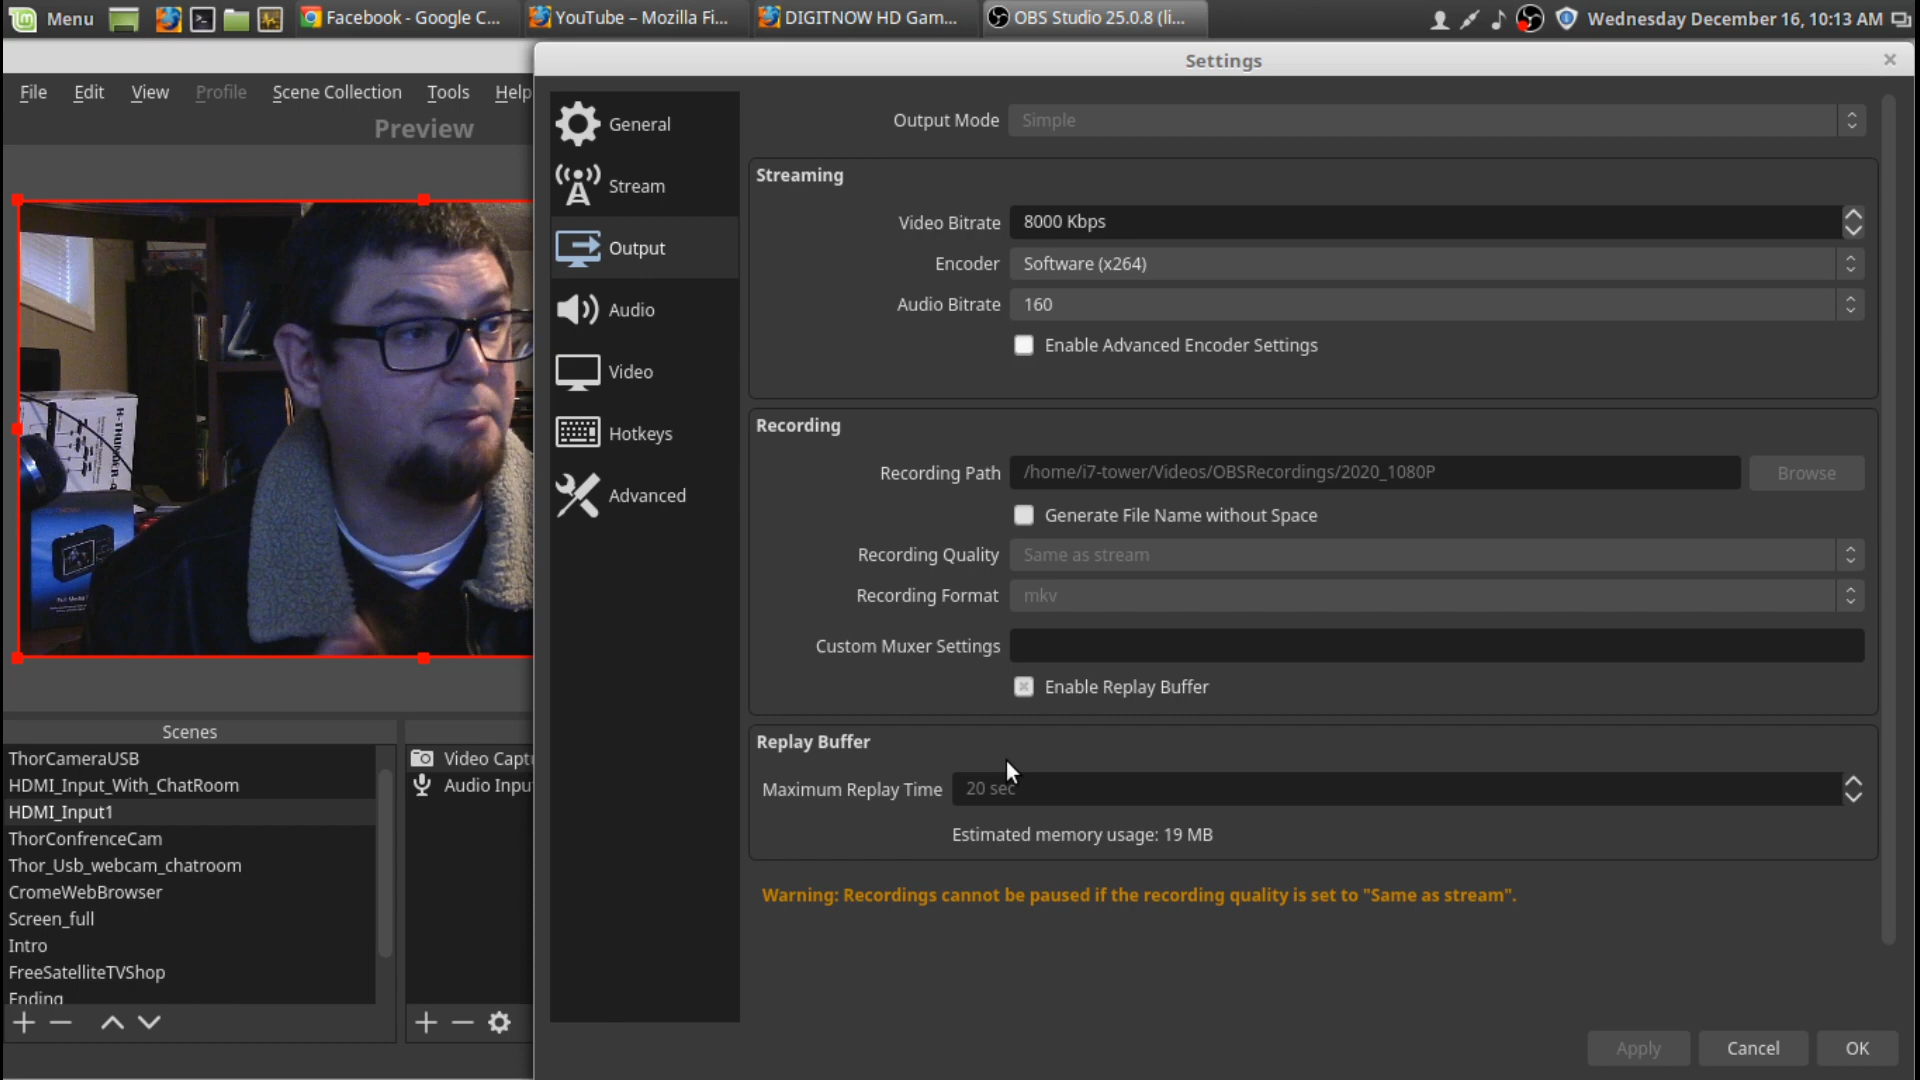 Menu
Facebook - Google C...
YouTube – Mozilla Fi...
DIGITNOW HD Gam...
OBS Studio 25.0.8 (li...
Wednesday December 16, 10:13 AM
Settings
File
Edit
View
Profile
Scene Collection
Tools
Help
Preview
General
Stream
Output
Audio
Video
Hotkeys
Advanced
Output Mode Simple
Streaming
Video Bitrate 8000 Kbps
Encoder Software (x264)
Audio Bitrate 160
Enable Advanced Encoder Settings
Recording
Recording Path /home/i7-tower/Videos/OBSRecordings/2020_1080P Browse
Generate File Name without Space
Recording Quality Same as stream
Recording Format mkv
Custom Muxer Settings
Enable Replay Buffer
Replay Buffer
Maximum Replay Time 20 sec
Estimated memory usage: 19 MB
Warning: Recordings cannot be paused if the recording quality is set to "Same as stream".
Scenes
ThorCameraUSB
HDMI_Input_With_ChatRoom
HDMI_Input1
ThorConfrenceCam
Thor_Usb_webcam_chatroom
CromeWebBrowser
Screen_full
Intro
FreeSatelliteTVShop
Ending
Video Captu
Audio Inpu
Apply
Cancel
OK